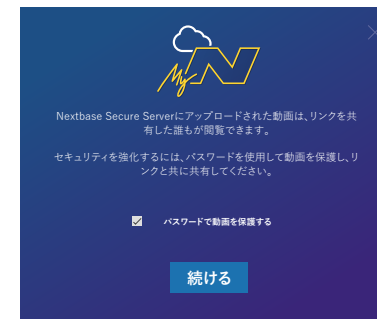 My N
Nextbase Secure Serverにアップロードされた動画は、リンクを共
有した誰もが閲覧できます。
セキュリティを強化するには、パスワードを使用して動画を保護し、リ
ンクと共に共有してください。
パスワードで動画を保護する
続ける